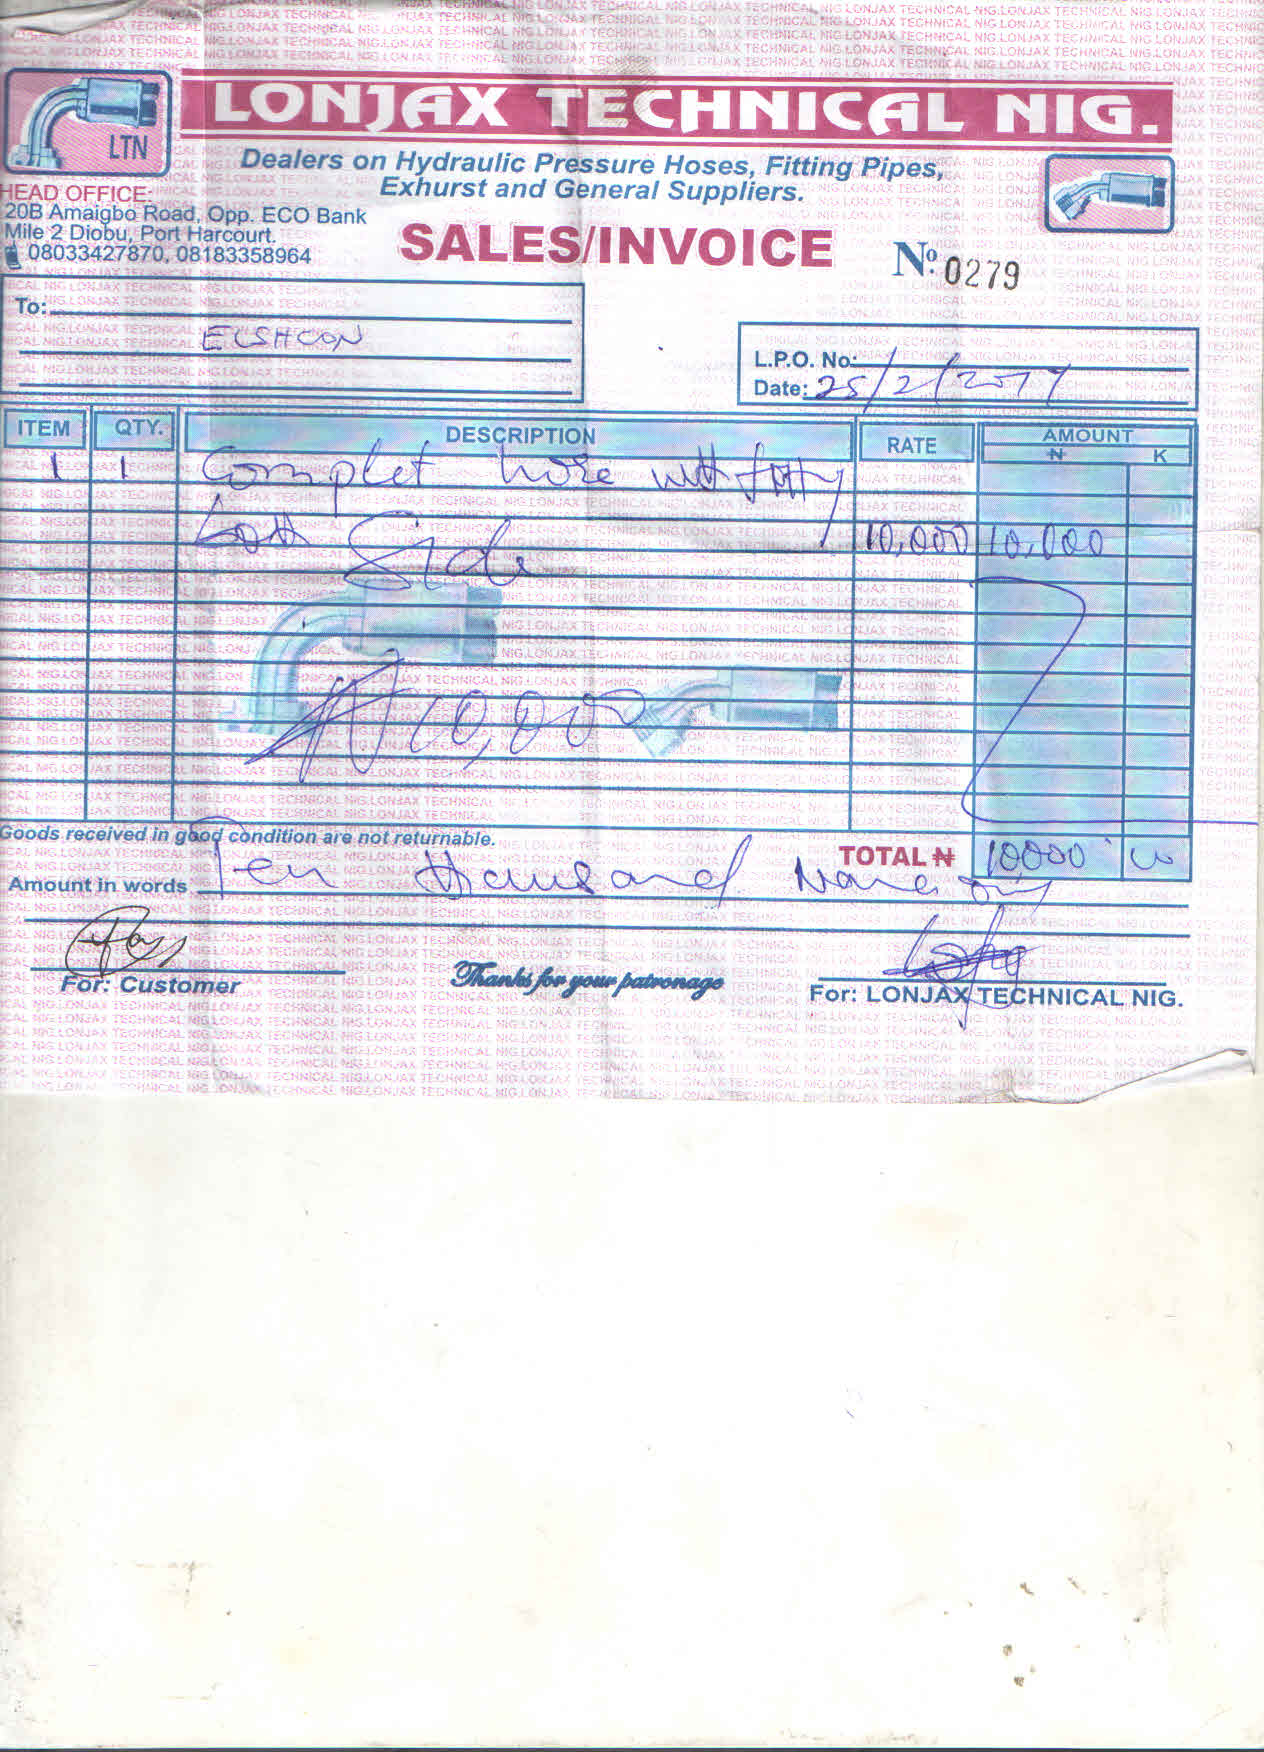 LONJAX TECHNICAL NIG.
LTN
Dealers on Hydraulic Pressure Hoses, Fitting Pipes,
Exhurst and General Suppliers.
HEAD OFFICE:
20B Amaigbo Road, Opp. ECO Bank
Mile 2 Diobu, Port Harcourt.
08033427870, 08183358964
SALES/INVOICE
No. 0279
To:
ELSHCON
L.P.O. No:
Date: 25/2/2017
ITEM QTY. DESCRIPTION RATE AMOUNT
₦ K
1 1 Complet hose with
both Side 10,000 10,000
₦10,000
Goods received in good condition are not returnable.
TOTAL ₦ 10,000 00
Amount in words Ten thousand Naira only
For: Customer
Thanks for your patronage
For: LONJAX TECHNICAL NIG.